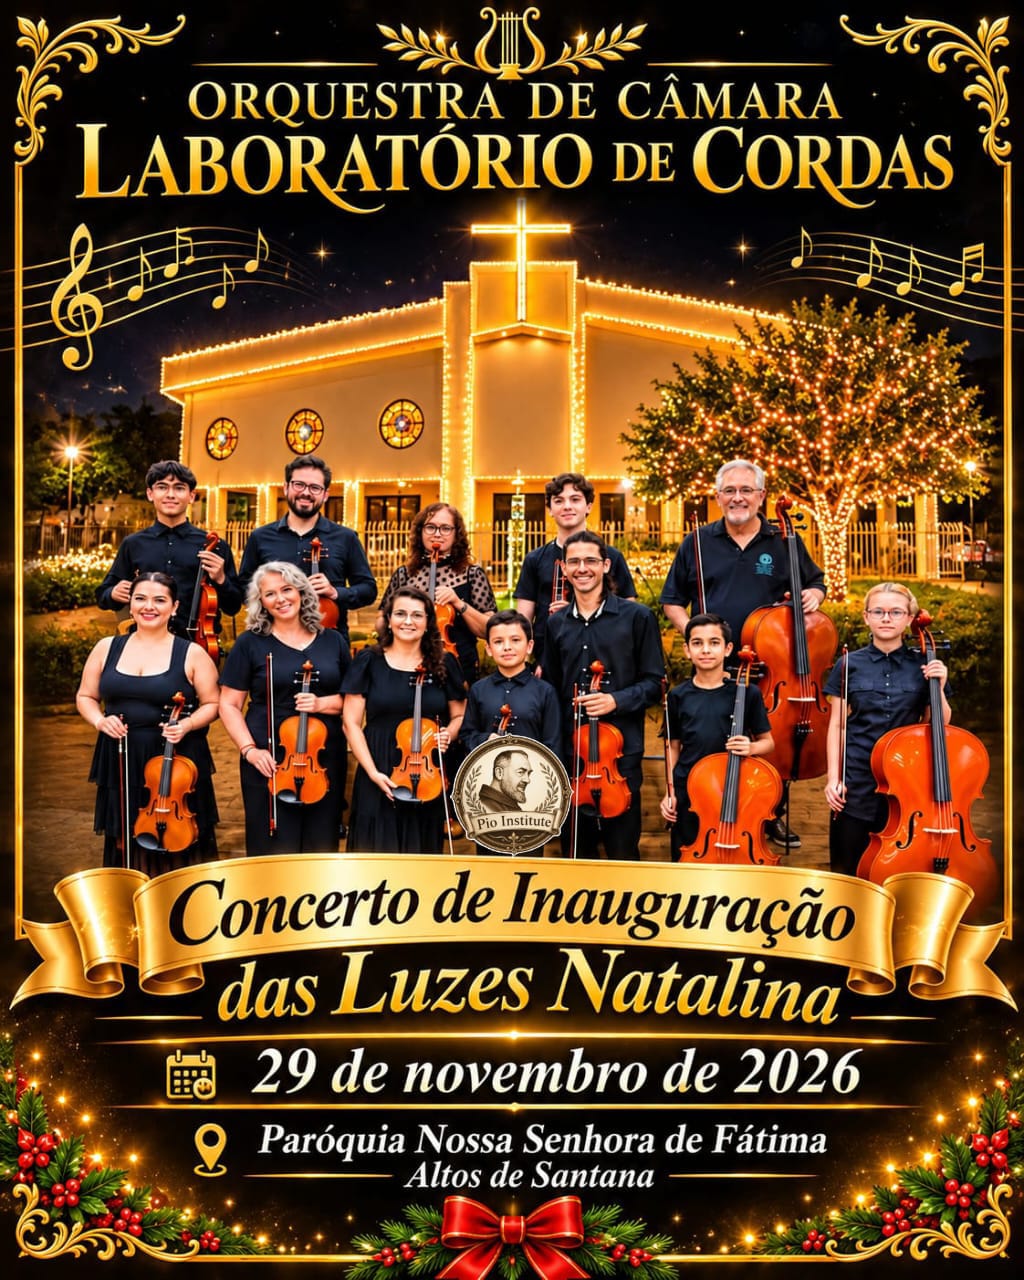 ORQUESTRA DE CÂMARA
LABORATÓRIO DE CORDAS
Pio Institute
Concerto de Inauguração
das Luzes Natalina
29 de novembro de 2026
Paróquia Nossa Senhora de Fátima
Altos de Santana